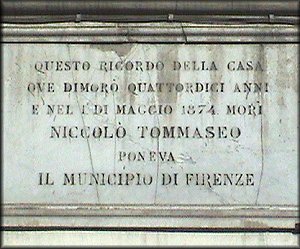 QUESTO RICORDO DELLA CASA
OVE DIMORÒ QUATTORDICI ANNI
E NEL 1. DI MAGGIO 1874 MORÌ
NICCOLÒ TOMMASEO
PONEVA
IL MUNICIPIO DI FIRENZE